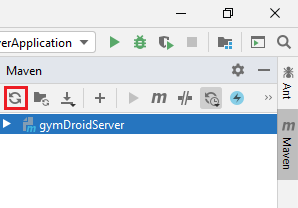 erApplication
Maven
m
gymDroidServer
Ant
m
Maven